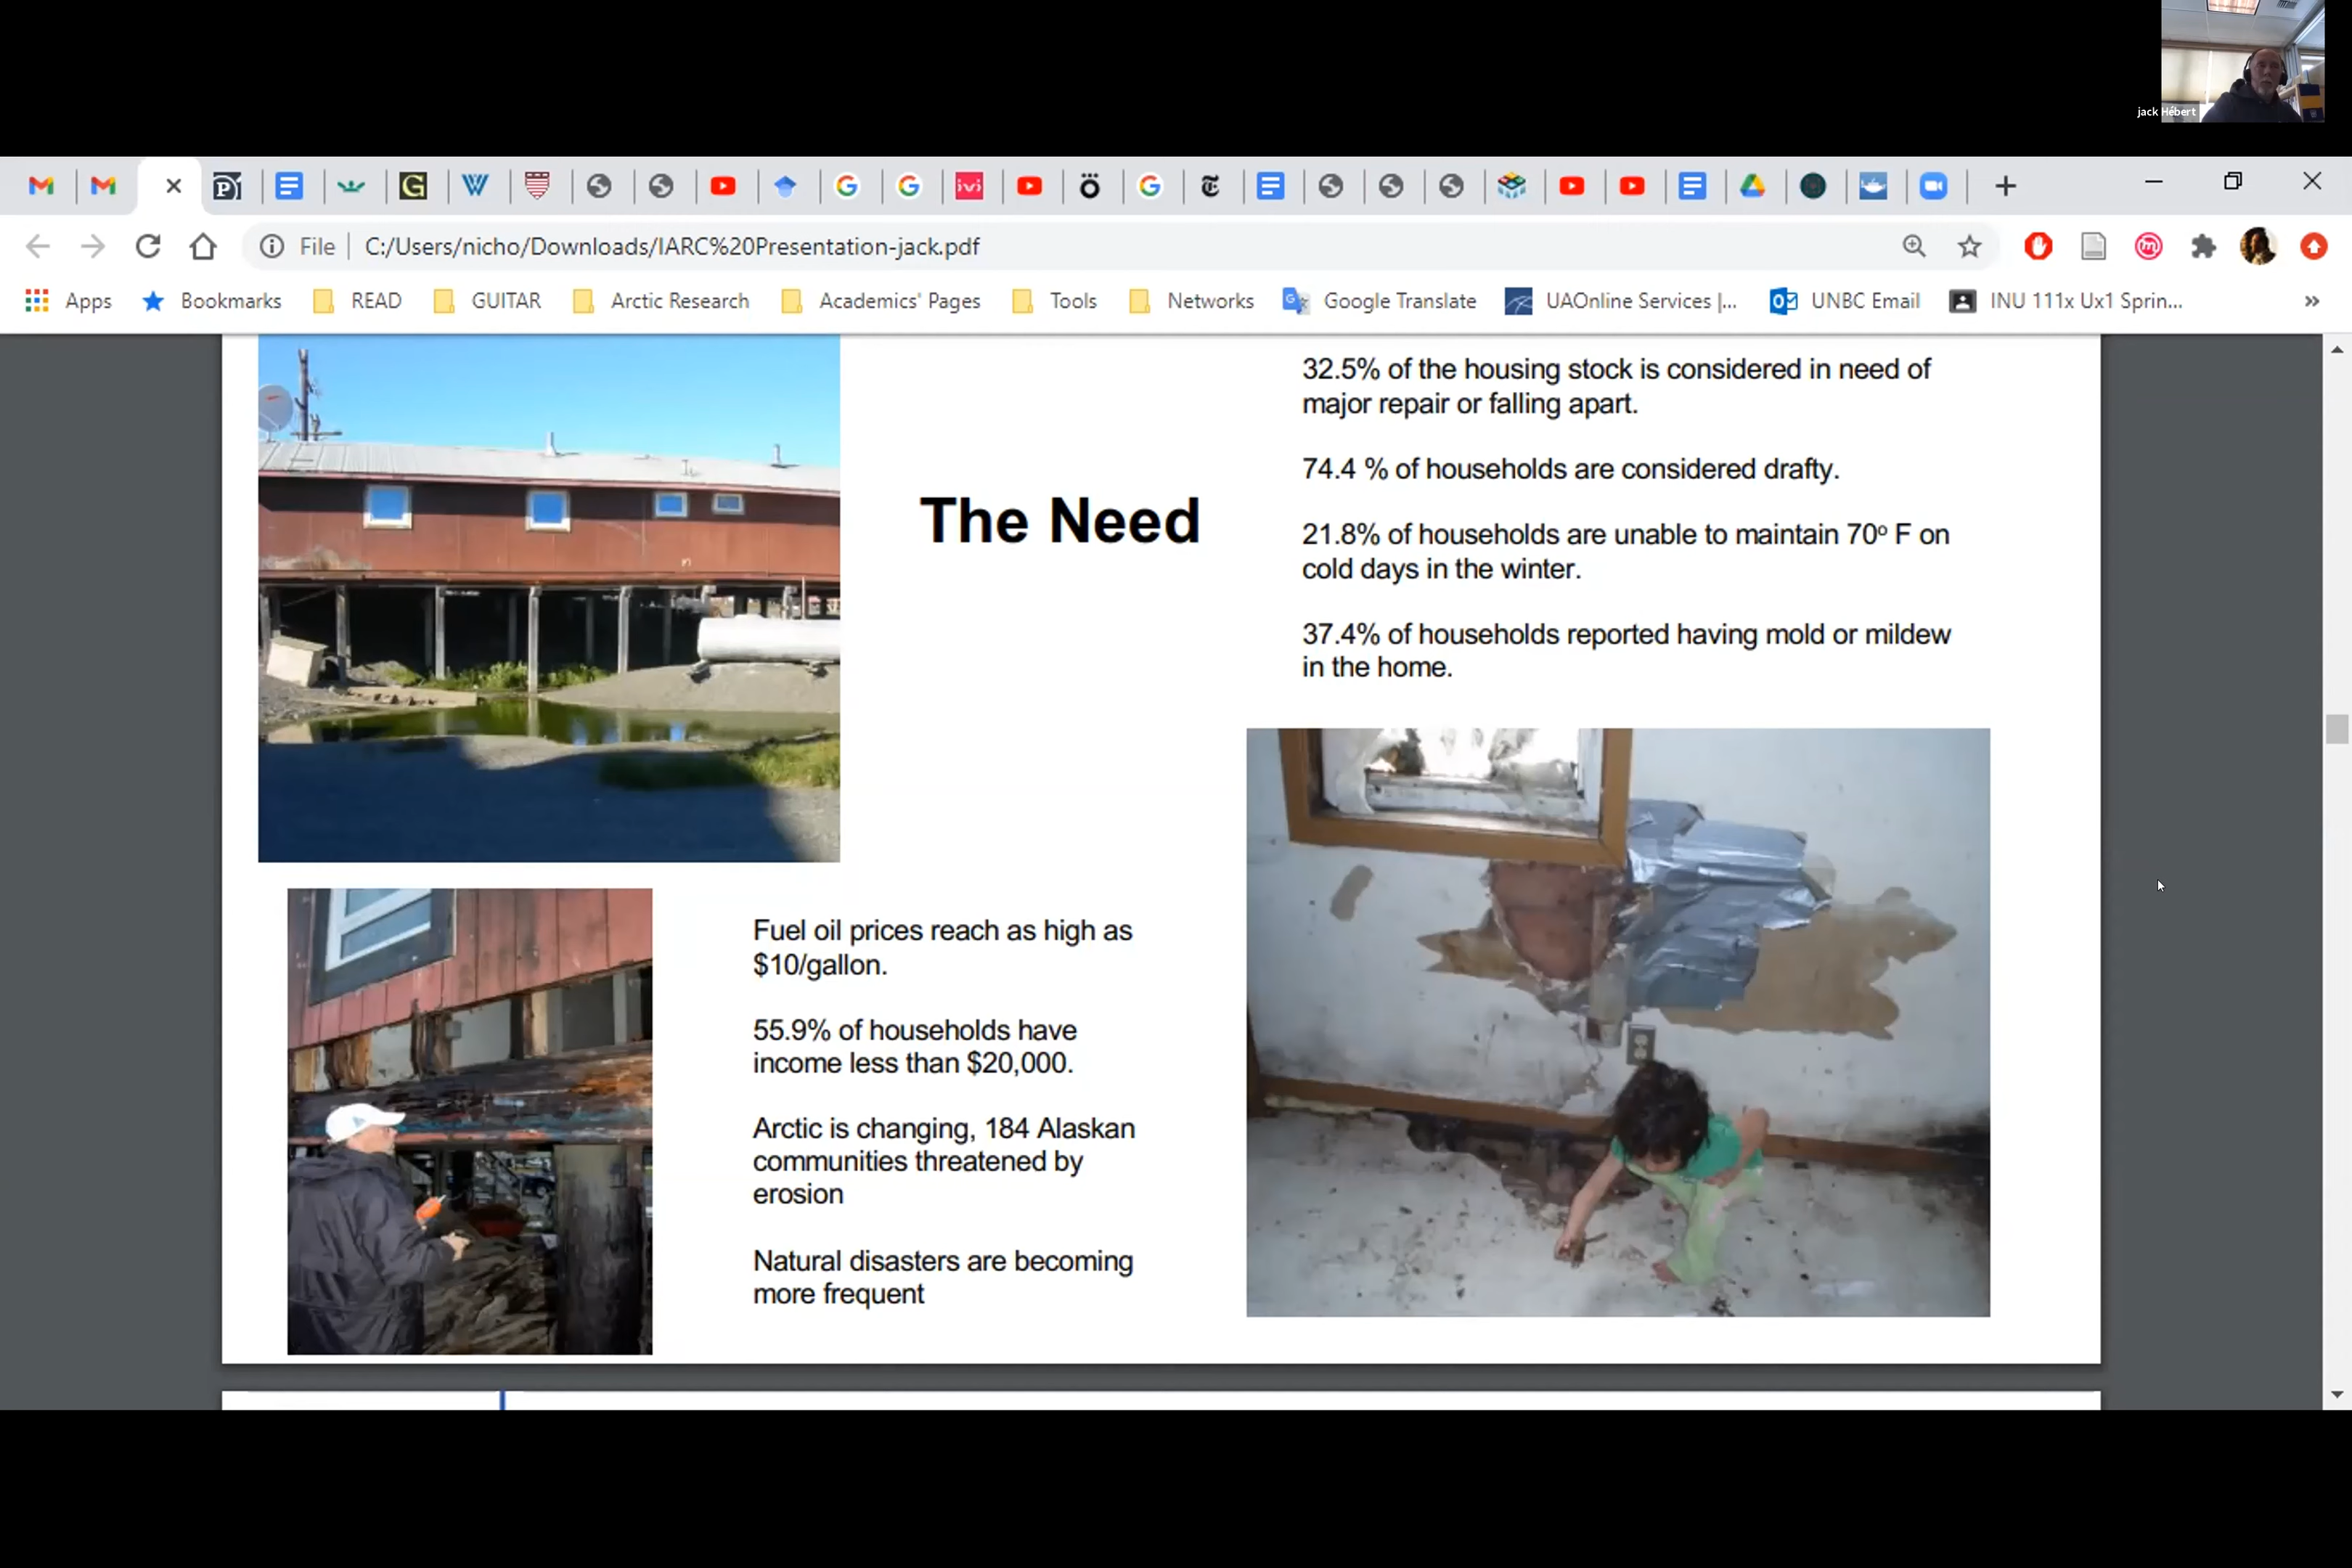 jack Hébert
File
C:/Users/nicho/Downloads/IARC%20Presentation-jack.pdf
Apps
Bookmarks
READ
GUITAR
Arctic Research
Academics' Pages
Tools
Networks
Google Translate
UAOnline Services |...
UNBC Email
INU 111x Ux1 Sprin...
»
The Need
32.5% of the housing stock is considered in need of
major repair or falling apart.
74.4 % of households are considered drafty.
21.8% of households are unable to maintain 70º F on
cold days in the winter.
37.4% of households reported having mold or mildew
in the home.
Fuel oil prices reach as high as
$10/gallon.
55.9% of households have
income less than $20,000.
Arctic is changing, 184 Alaskan
communities threatened by
erosion
Natural disasters are becoming
more frequent